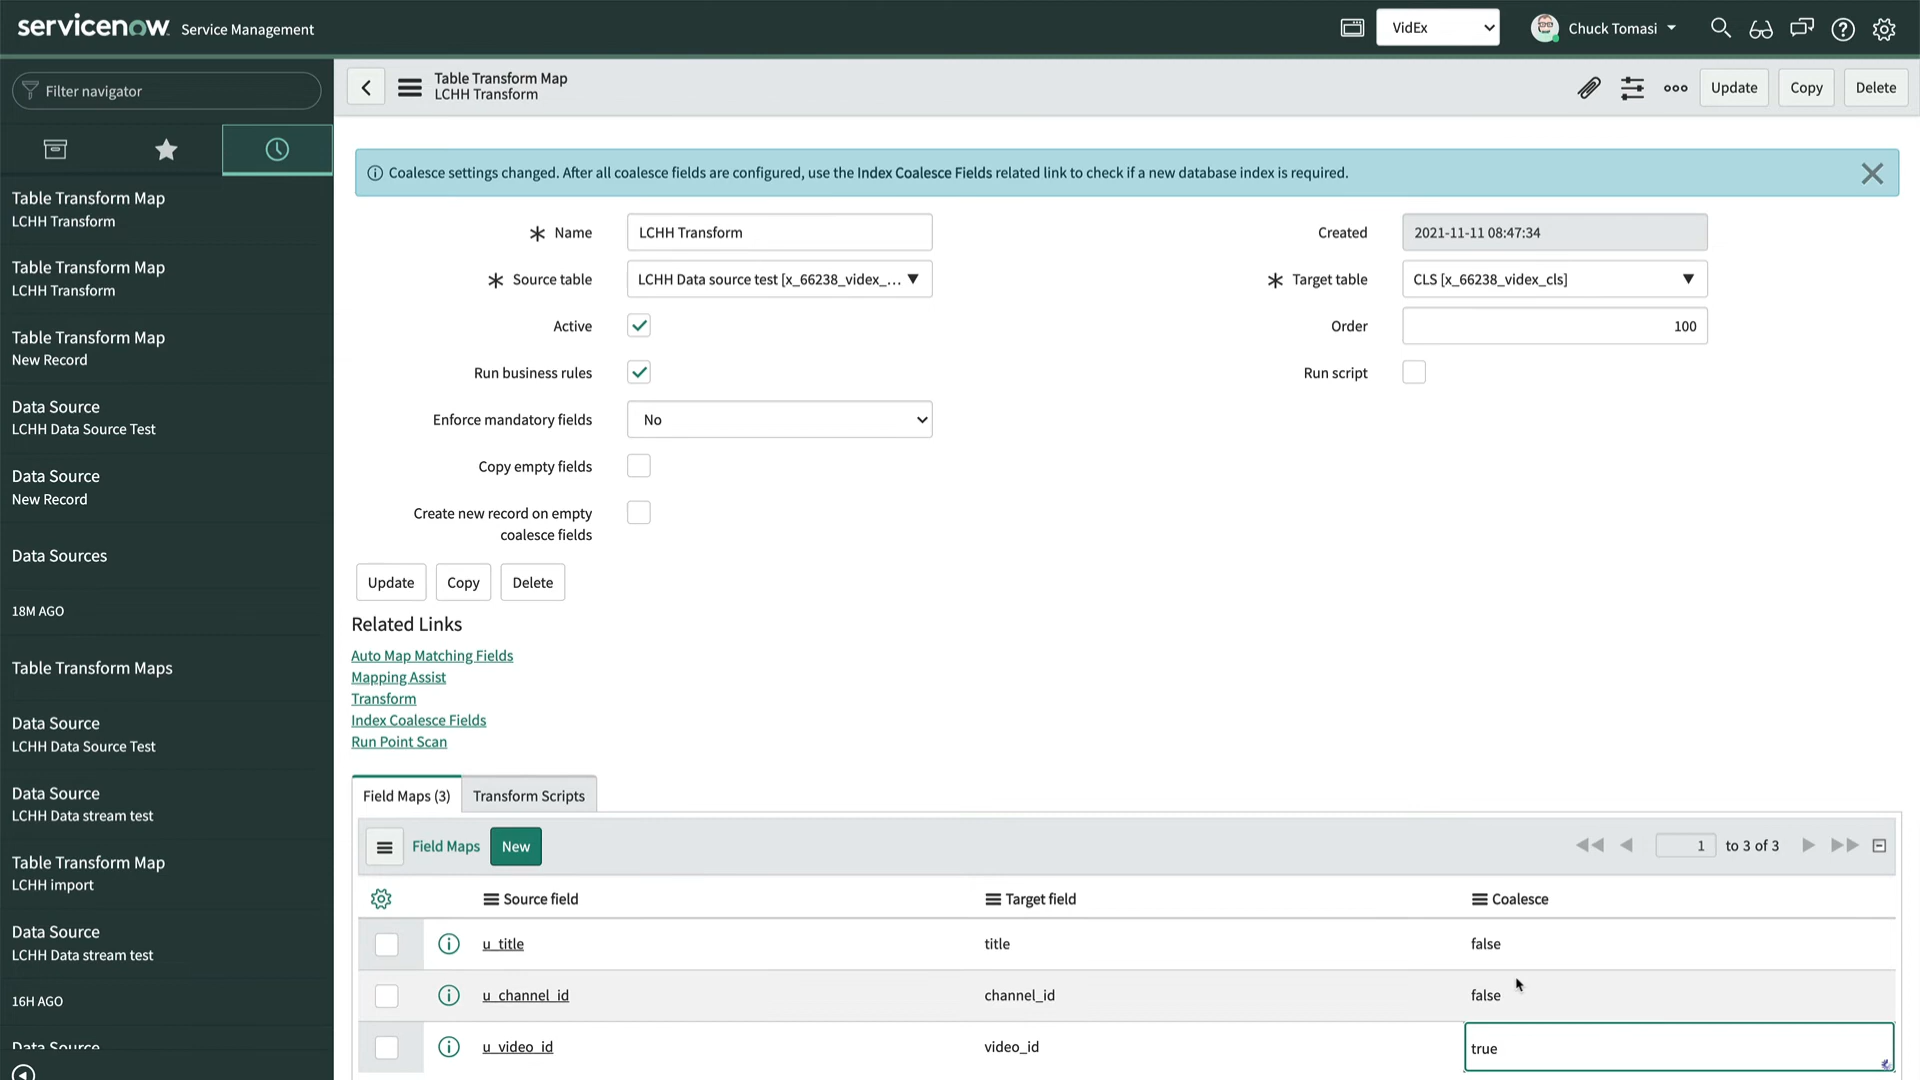 servicenow Service Management
VidEx
Chuck Tomasi
Filter navigator
Table Transform Map
LCHH Transform
Table Transform Map
LCHH Transform
Table Transform Map
New Record
Data Source
LCHH Data Source Test
Data Source
New Record
Data Sources
18M AGO
Table Transform Maps
Data Source
LCHH Data Source Test
Data Source
LCHH Data stream test
Table Transform Map
LCHH import
Data Source
LCHH Data stream test
16H AGO
Data Source
Table Transform Map
LCHH Transform
Update
Copy
Delete
Coalesce settings changed. After all coalesce fields are configured, use the Index Coalesce Fields related link to check if a new database index is required.
Name
LCHH Transform
Created
2021-11-11 08:47:34
Source table
LCHH Data source test [x_66238_videx_...
Target table
CLS [x_66238_videx_cls]
Active
Order
100
Run business rules
Run script
Enforce mandatory fields
No
Copy empty fields
Create new record on empty
coalesce fields
Update
Copy
Delete
Related Links
Auto Map Matching Fields
Mapping Assist
Transform
Index Coalesce Fields
Run Point Scan
Field Maps (3)
Transform Scripts
Field Maps
New
1 to 3 of 3
Source field
Target field
Coalesce
u_title
title
false
u_channel_id
channel_id
false
u_video_id
video_id
true